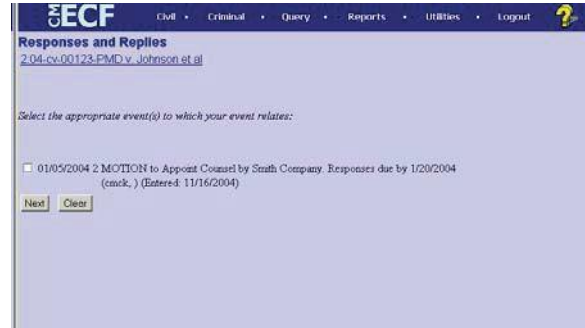 CM ECF Civil • Criminal • Query • Reports • Utilities • Logout ?
Responses and Replies
2:04-cv-00123-PMD v. Johnson et al
Select the appropriate event(s) to which your event relates:
01/05/2004 2 MOTION to Appoint Counsel by Smith Company. Responses due by 1/20/2004
(cmck, ) (Entered: 11/16/2004)
Next Clear